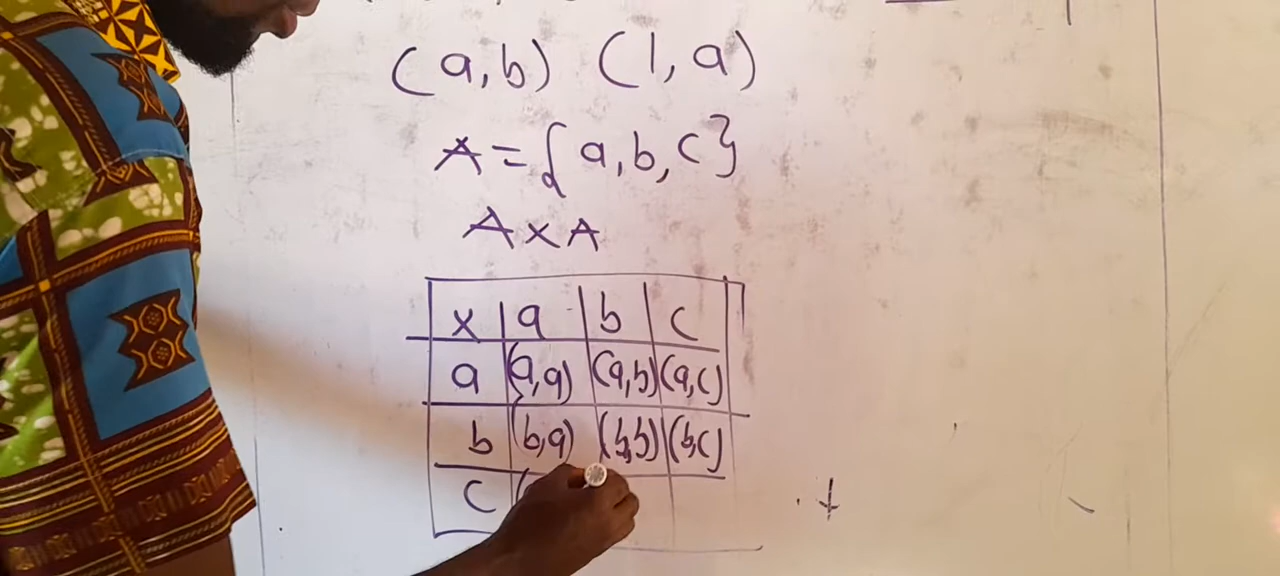 (a,b) (1,a)
A = {a,b,c}
A x A
x a b c
a (a,a) (a,b) (a,c)
b (b,a) (b,b) (b,c)
c (